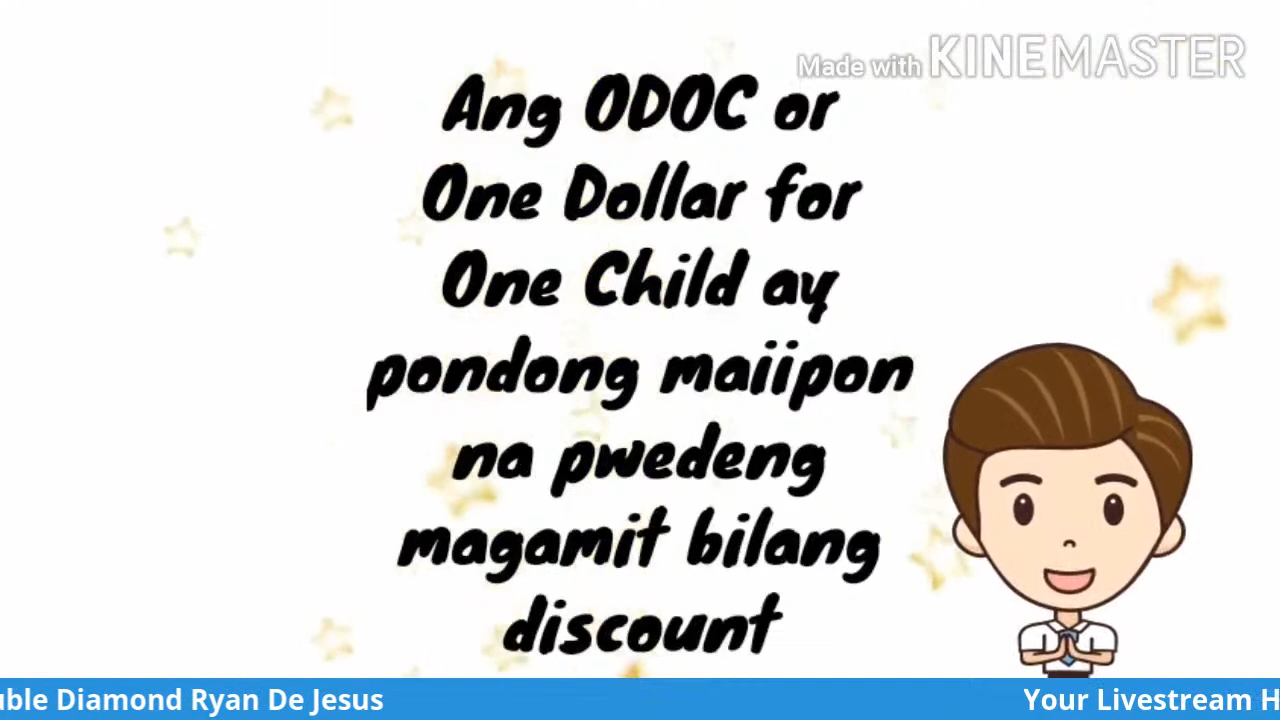 Made with KINEMASTER
Ang ODOC or
One Dollar for
One Child ay
pondong maiipon
na pwedeng
magamit bilang
discount
uble Diamond Ryan De Jesus
Your Livestream H